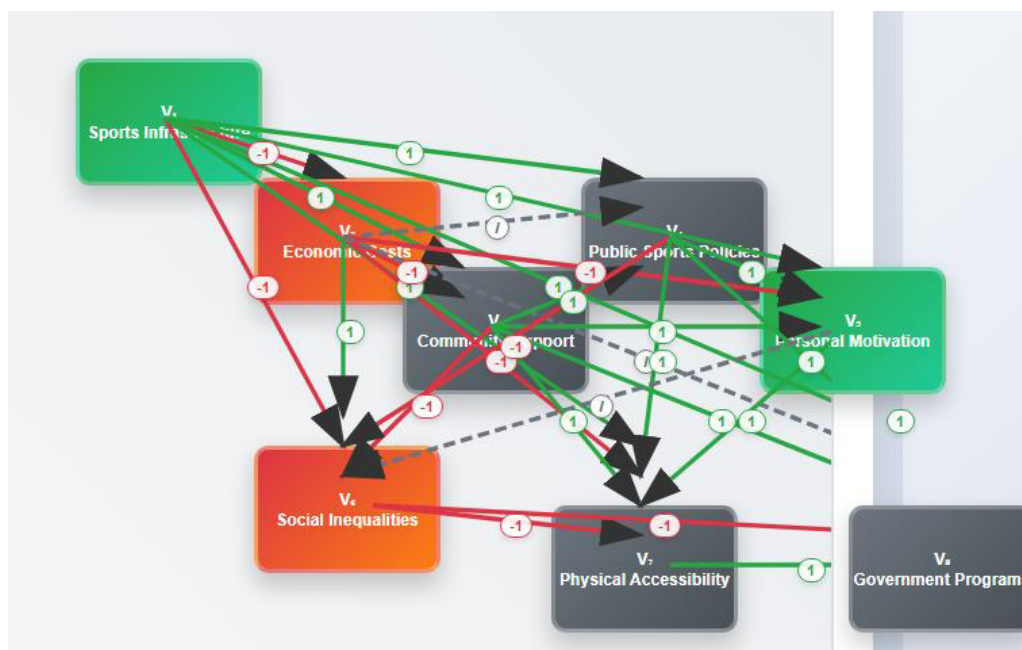 V₁
Sports Infrastructure
1
-1
1
1
/
V₂
Economic Costs
V₄
Public Sports Policies
-1
-1
1
-1
1
1
1
V₅
Personal Motivation
Community Support
1
1
-1
-1
/
1
1
-1
/
1
1
1
1
V₆
Social Inequalities
-1
-1
V₇
Physical Accessibility
1
V₈
Government Program